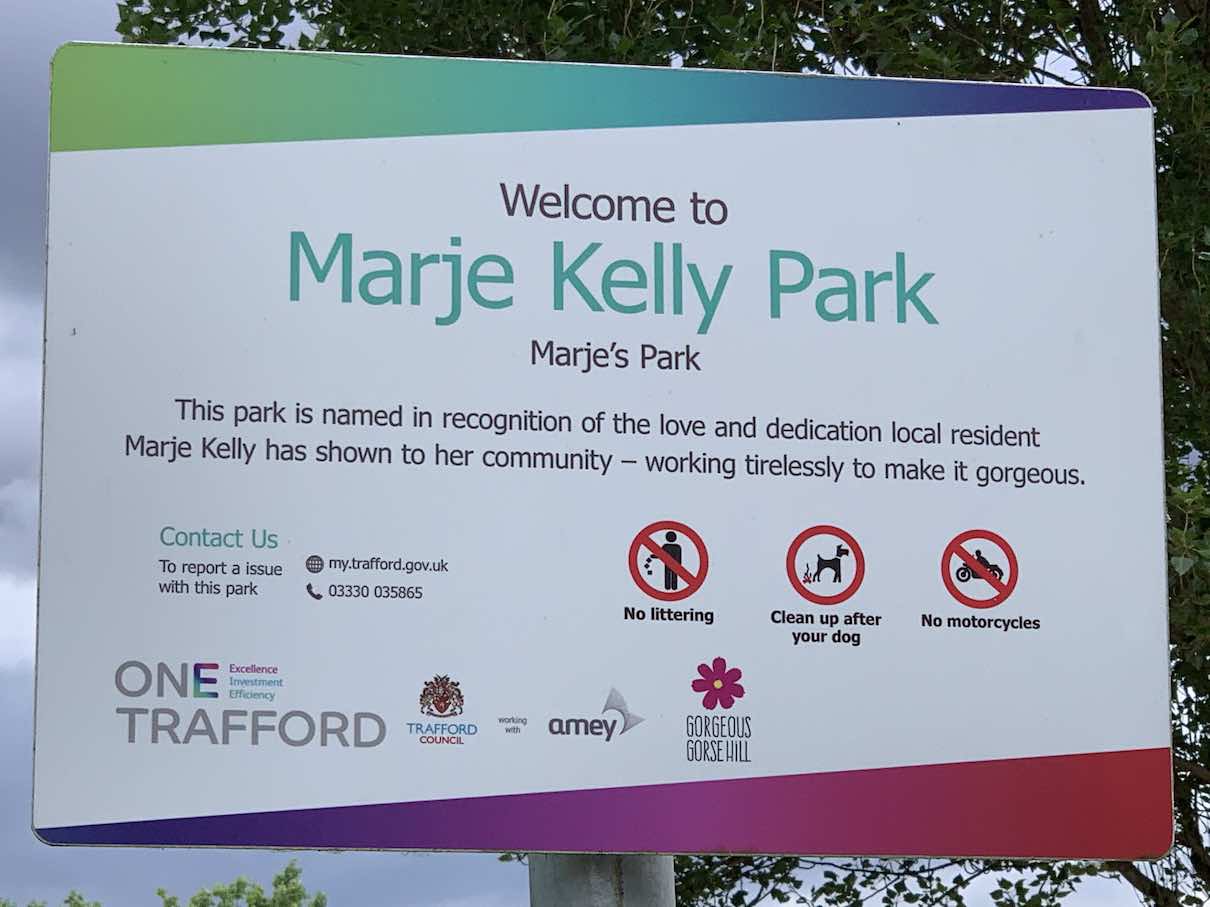 Welcome to
Marje Kelly Park
Marje's Park
This park is named in recognition of the love and dedication local resident
Marje Kelly has shown to her community – working tirelessly to make it gorgeous.
Contact Us
To report a issue
with this park
my.trafford.gov.uk
03330 035865
No littering
Clean up after
your dog
No motorcycles
ONE
Excellence
Investment
Efficiency
TRAFFORD
TRAFFORD
COUNCIL
working
with
amey
GORGEOUS
GORSE HILL